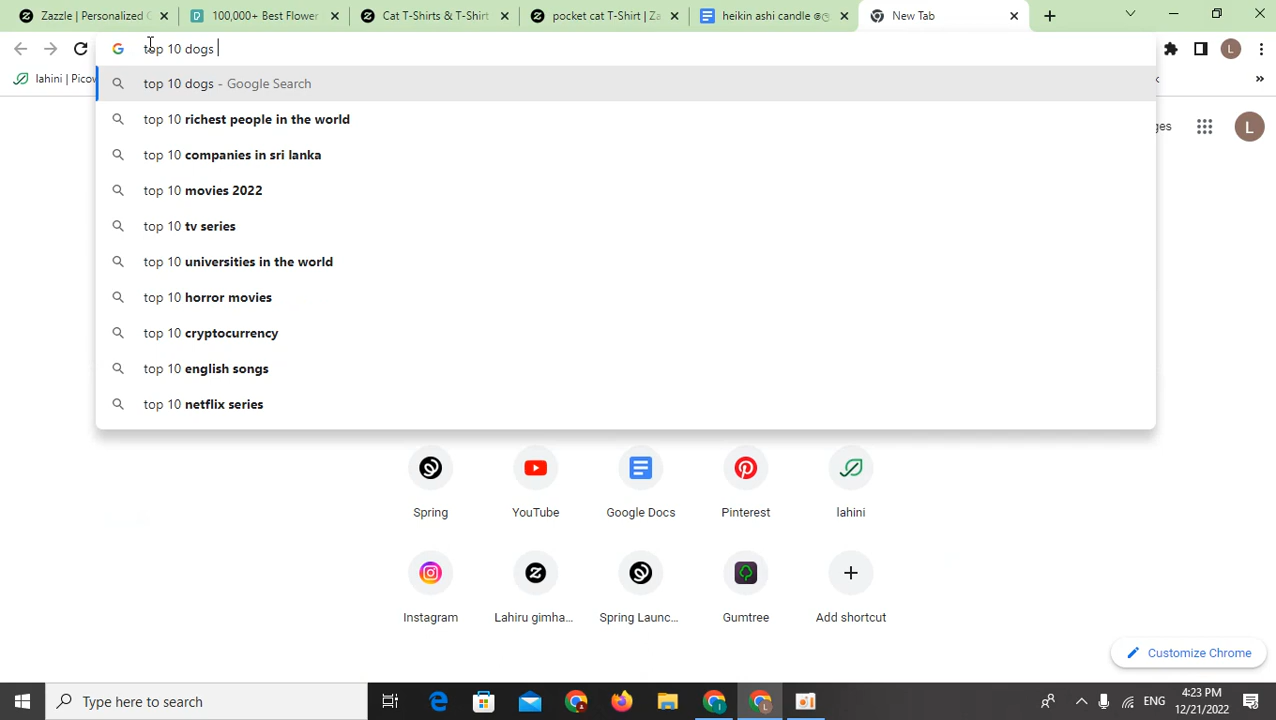 Zazzle | Personalized C
100,000+ Best Flower
Cat T-Shirts & T-Shirt
pocket cat T-Shirt | Za
heikin ashi candle
New Tab
top 10 dogs
lahini | Picow
top 10 dogs - Google Search
L
top 10 richest people in the world
ges
L
top 10 companies in sri lanka
top 10 movies 2022
top 10 tv series
top 10 universities in the world
top 10 horror movies
top 10 cryptocurrency
top 10 english songs
top 10 netflix series
Spring
YouTube
Google Docs
Pinterest
lahini
Instagram
Lahiru gimha...
Spring Launc...
Gumtree
Add shortcut
Customize Chrome
Type here to search
ENG
4:23 PM
12/21/2022